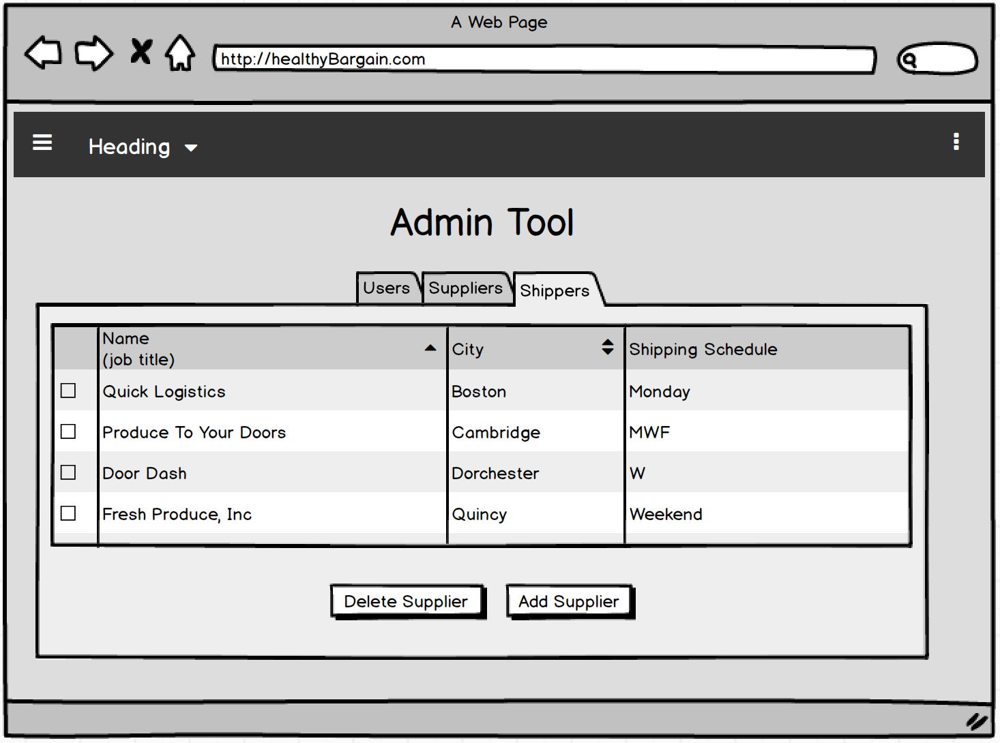 A Web Page
http://healthyBargain.com
Heading
Admin Tool
Users Suppliers Shippers
Name
(job title)
City
Shipping Schedule
Quick Logistics Boston Monday
Produce To Your Doors Cambridge MWF
Door Dash Dorchester W
Fresh Produce, Inc Quincy Weekend
Delete Supplier Add Supplier